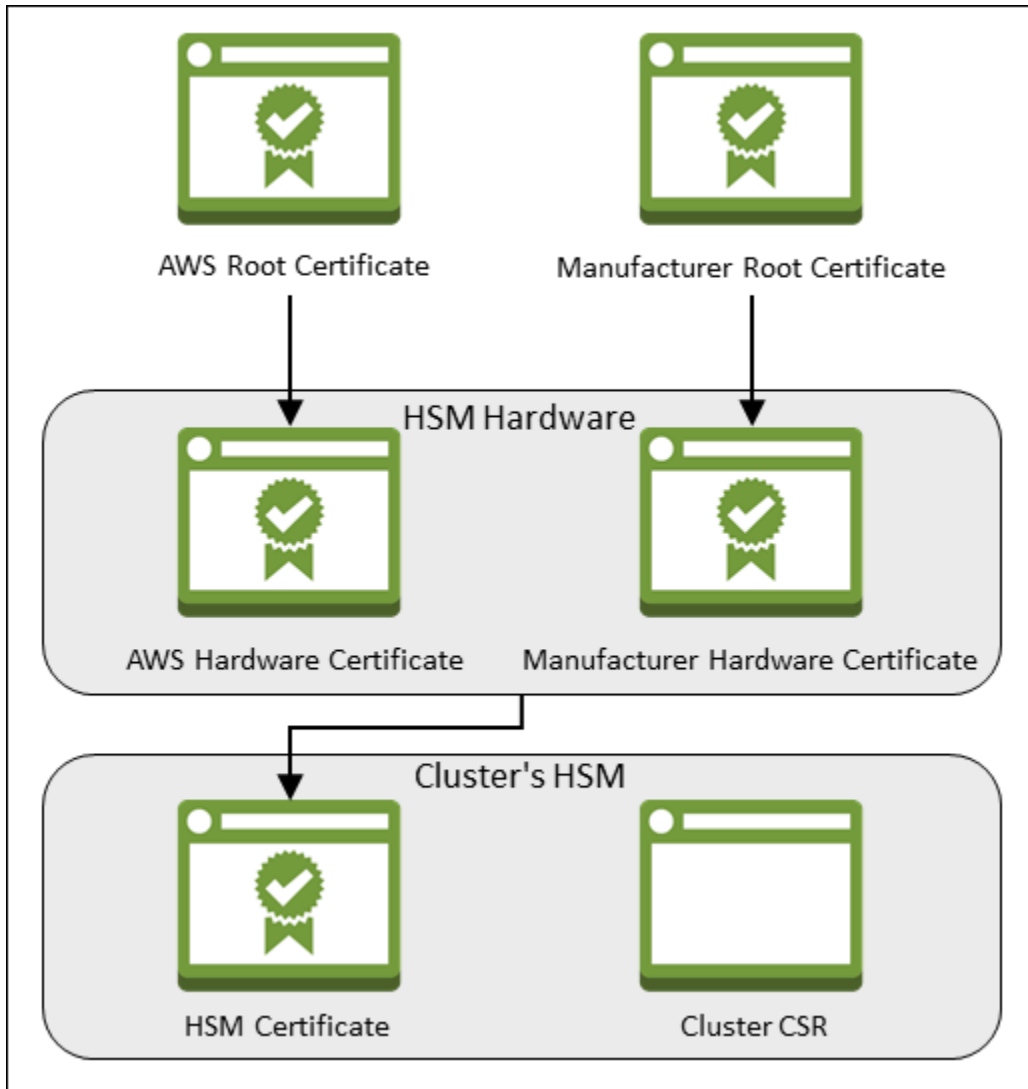 AWS Root Certificate
Manufacturer Root Certificate
HSM Hardware
AWS Hardware Certificate
Manufacturer Hardware Certificate
Cluster's HSM
HSM Certificate
Cluster CSR